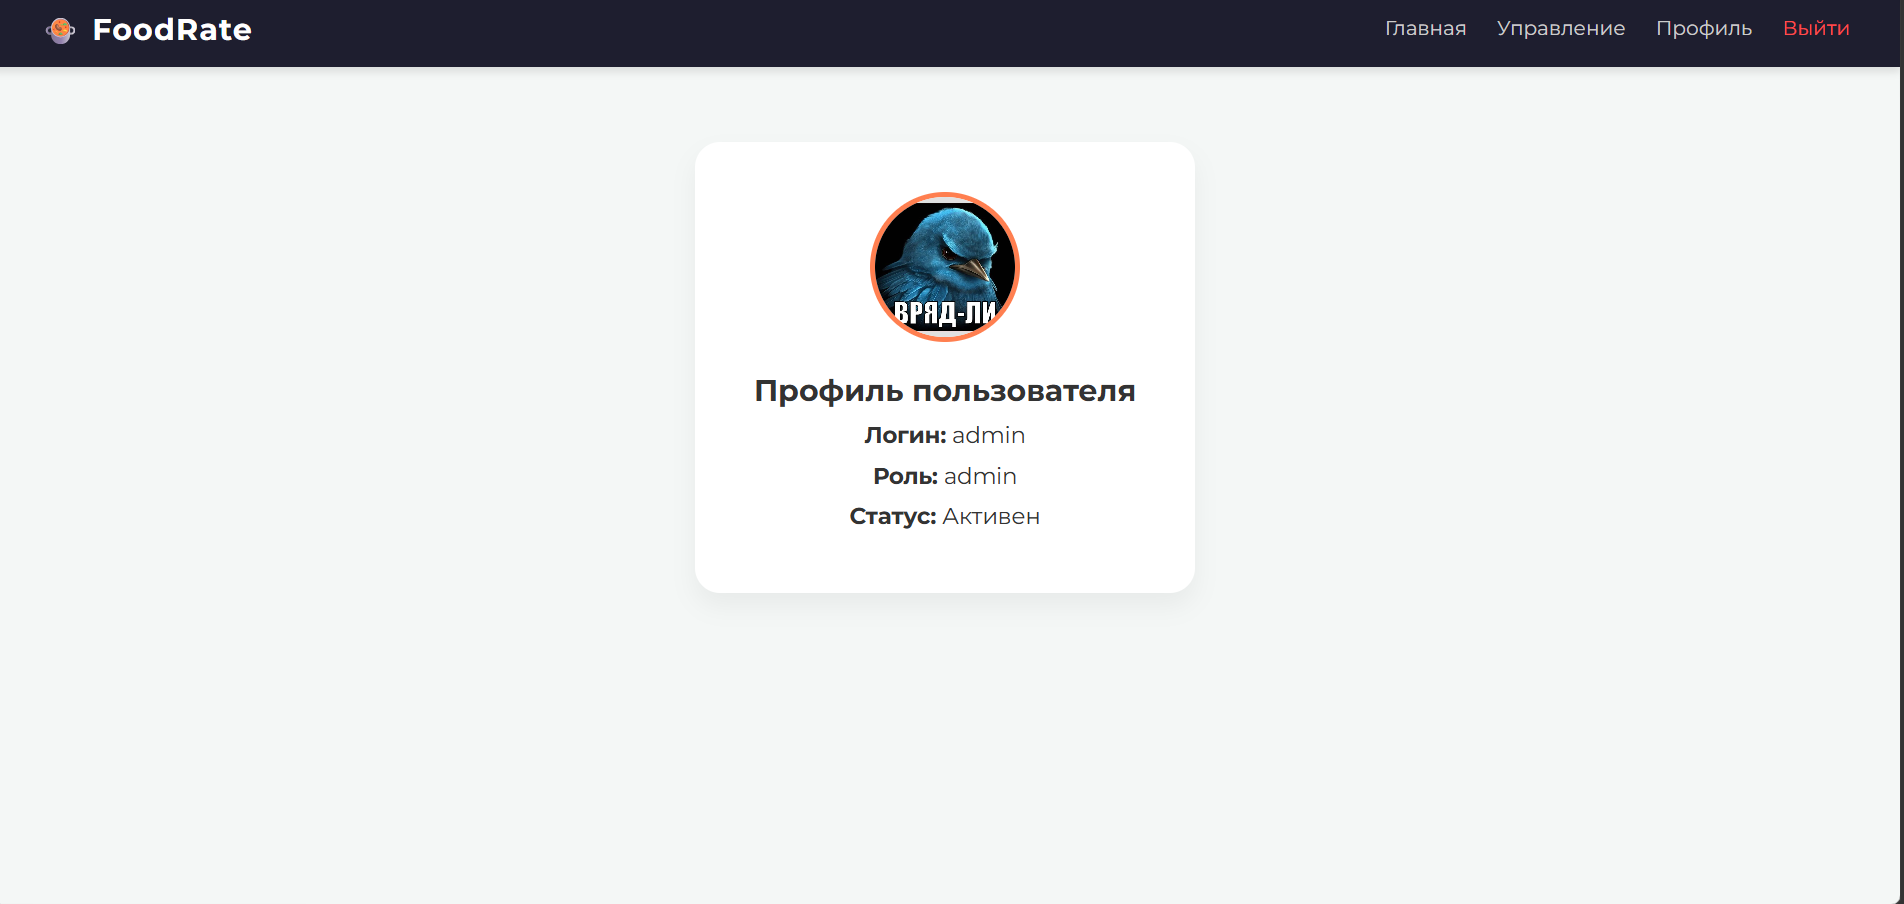 FoodRate
Главная Управление Профиль Выйти
ВРЯД-ЛИ
Профиль пользователя
Логин: admin
Роль: admin
Статус: Активен